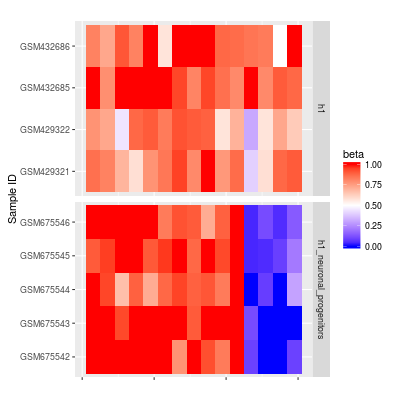 GSM432686
GSM432685
GSM429322
GSM429321
h1
GSM675546
GSM675545
GSM675544
GSM675543
GSM675542
h1_neuronal_progenitors
Sample ID
beta
1.00
0.75
0.50
0.25
0.00